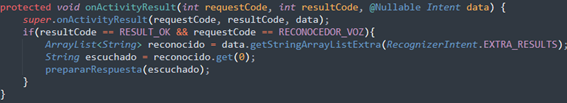 protected void onActivityResult(int requestCode, int resultCode, @Nullable Intent data) {
super.onActivityResult(requestCode, resultCode, data);
if(resultCode == RESULT_OK && requestCode == RECONOCEDOR_VOZ){
ArrayList<String> reconocido = data.getStringArrayListExtra(RecognizerIntent.EXTRA_RESULTS);
String escuchado = reconocido.get(0);
prepararRespuesta(escuchado);
}
}